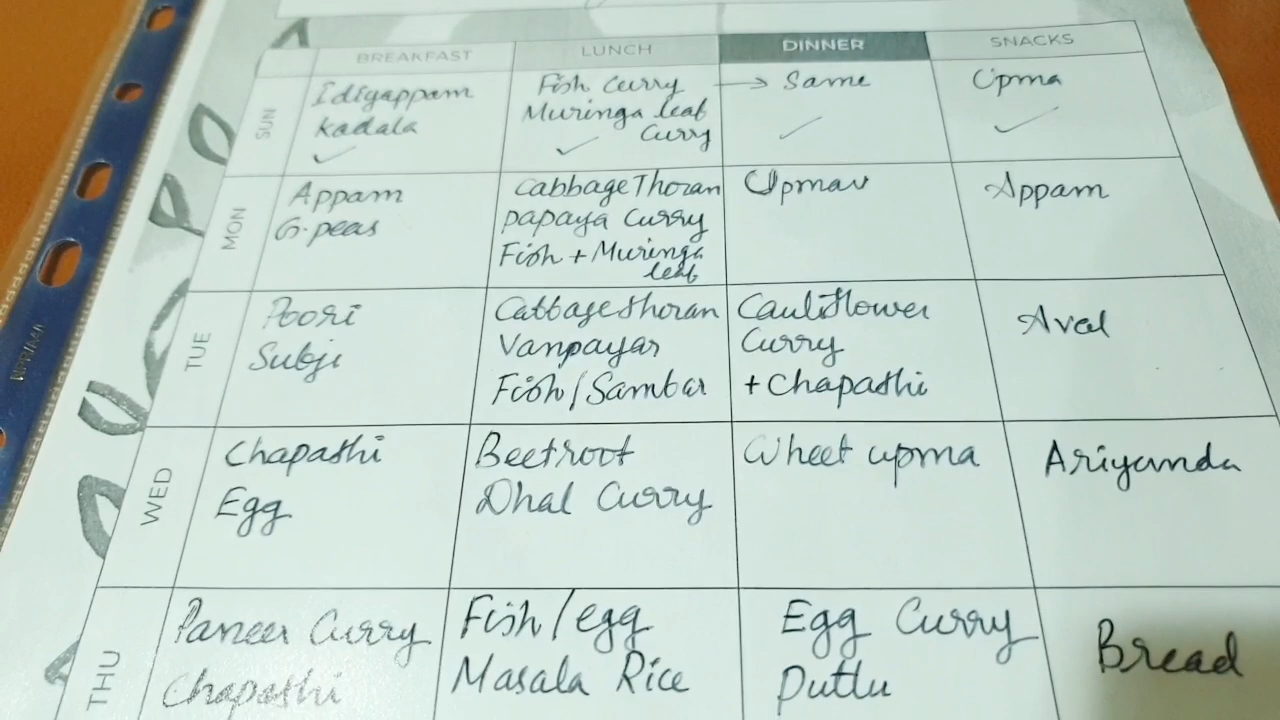 BREAKFAST LUNCH DINNER SNACKS
SUN
Idiyappam
Kadala
Fish Curry
Muringa leaf
Curry
→ Same
Upma
MON
Appam
G.peas
Cabbage Thoran
papaya Curry
Fish + Muringa
leaf
Upmav
Appam
TUE
Poori
Subji
Cabbage thoran
Vanpayar
Fish / Sambar
Cauliflower
Curry
+ Chapathi
Aval
WED
Chapathi
Egg
Beetroot
Dhal Curry
Wheet upma
Ariyunda
THU
Paneer Curry
Chapathi
Fish / egg
Masala Rice
Egg Curry
Puttu
Bread